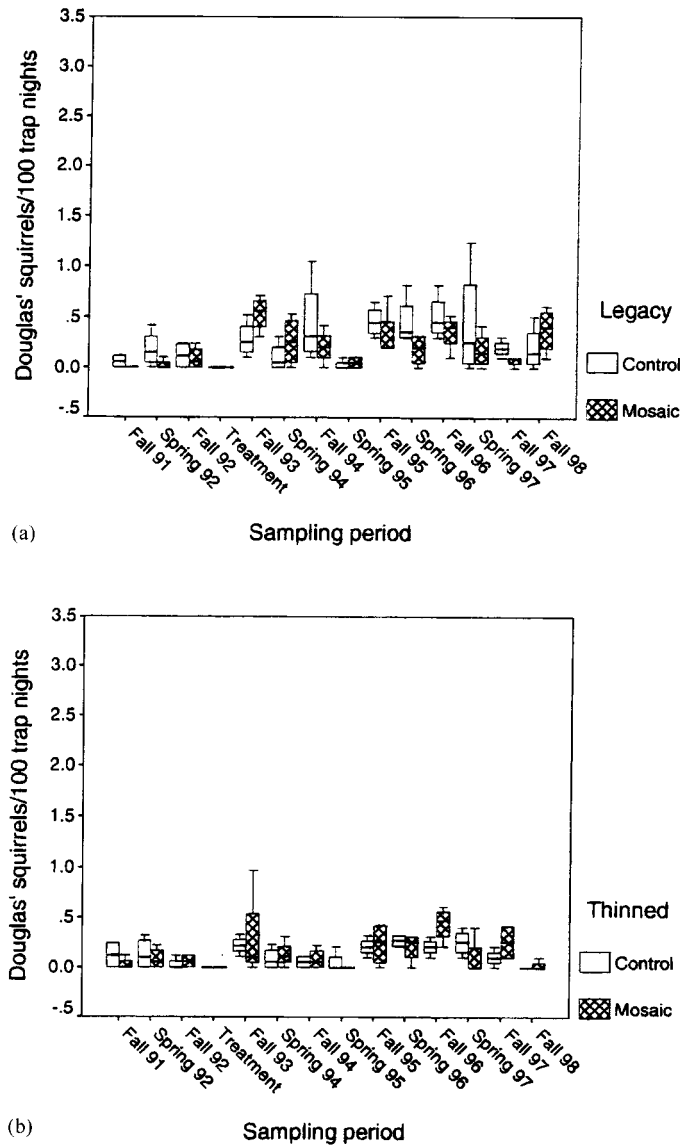 3.5
3.0
2.5
2.0
1.5
1.0
.5
0.0
-.5
Douglas' squirrels/100 trap nights
Legacy
Control
Mosaic
Fall 91
Spring 92
Fall 92
Treatment
Fall 93
Spring 94
Fall 94
Spring 95
Fall 95
Spring 96
Fall 96
Spring 97
Fall 97
Fall 98
(a)
Sampling period
3.5
3.0
2.5
2.0
1.5
1.0
.5
0.0
-.5
Douglas' squirrels/100 trap nights
Thinned
Control
Mosaic
Fall 91
Spring 92
Fall 92
Treatment
Fall 93
Spring 94
Fall 94
Spring 95
Fall 95
Spring 96
Fall 96
Spring 97
Fall 97
Fall 98
(b)
Sampling period